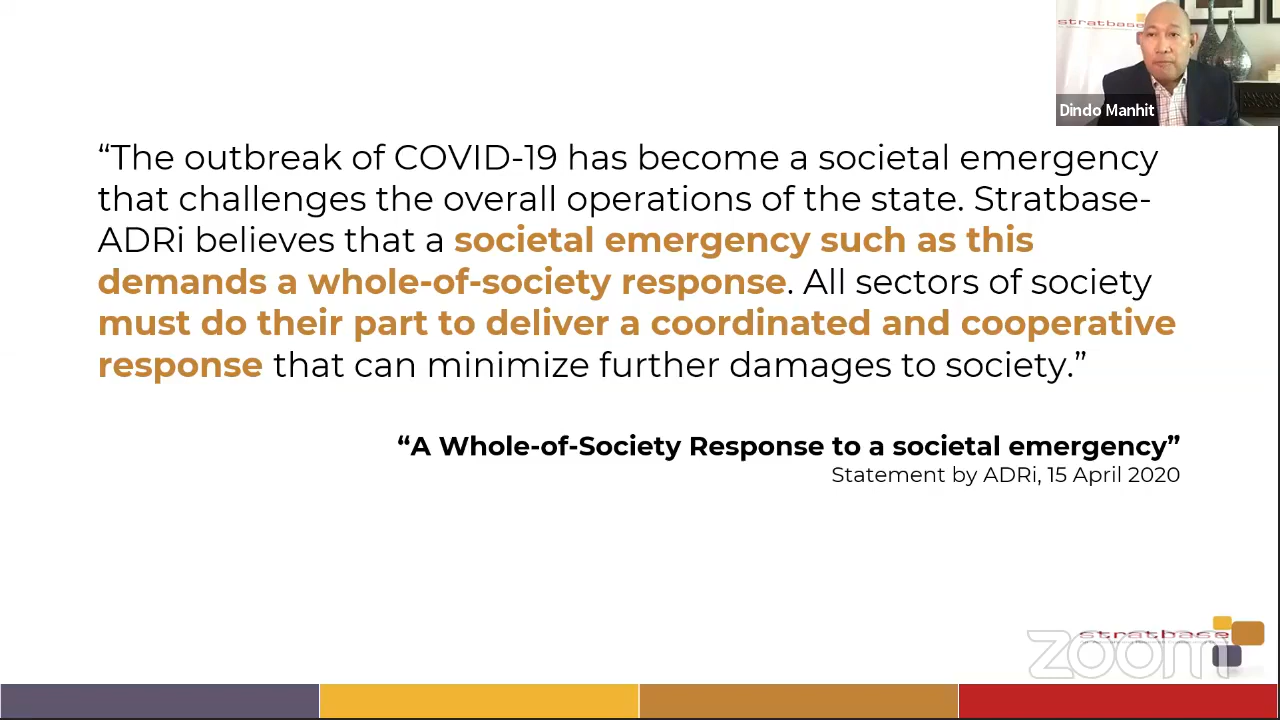 stratbase
Dindo Manhit
“The outbreak of COVID-19 has become a societal emergency
that challenges the overall operations of the state. Stratbase-
ADRi believes that a societal emergency such as this
demands a whole-of-society response. All sectors of society
must do their part to deliver a coordinated and cooperative
response that can minimize further damages to society.”
“A Whole-of-Society Response to a societal emergency”
Statement by ADRi, 15 April 2020
stratbase
zoom